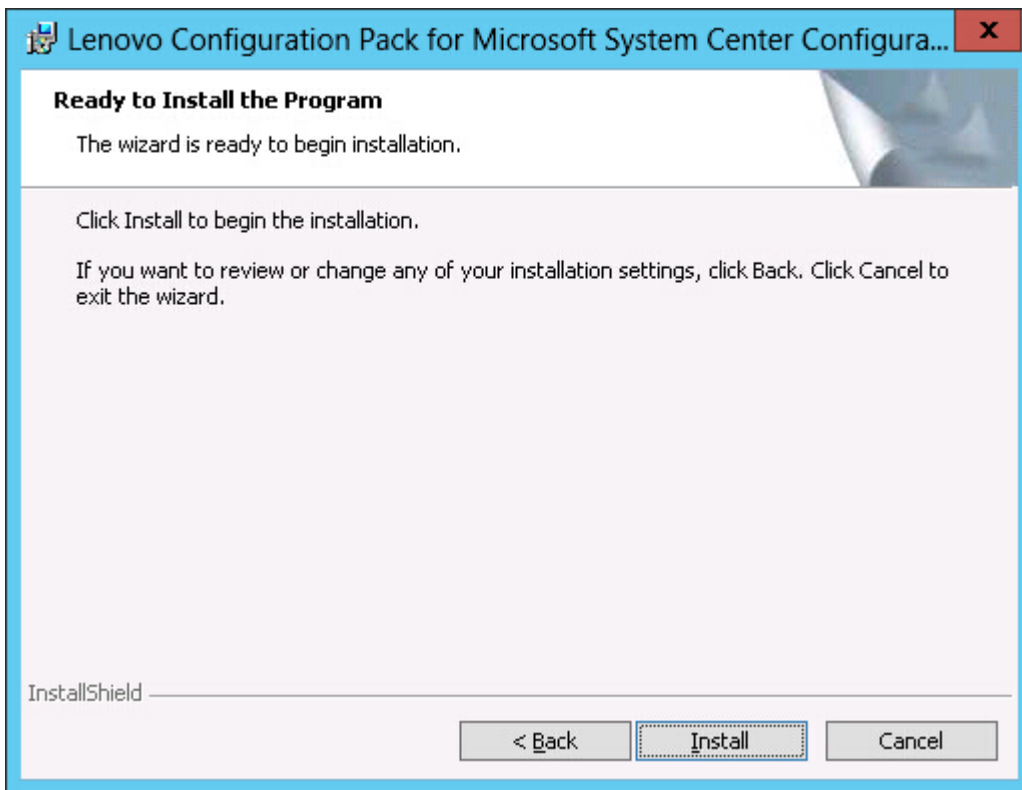 Lenovo Configuration Pack for Microsoft System Center Configura...
x
Ready to Install the Program
The wizard is ready to begin installation.
Click Install to begin the installation.
If you want to review or change any of your installation settings, click Back. Click Cancel to
exit the wizard.
InstallShield
< Back
Install
Cancel